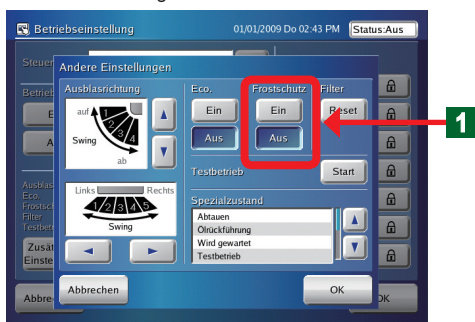 Betriebseinstellung 01/01/2009 Do 02:43 PM Status:Aus
Steuer
Andere Einstellungen
Betrieb
Ausblasrichtung Eco. Frostschutz Filter
auf Ein Ein Reset
1
2
3
4
Swing Aus Aus
ab
Testbetrieb Start
Links Rechts
1/2/3/4/5
Swing
Spezialzustand
Abtauen
Ölrückführung
Wind gewartet
Testbetrieb
Ausblas
Eco.
Frostsch
Filter
Testbetr
Zusät
Einste
Abbrechen OK
Abbre OK
1